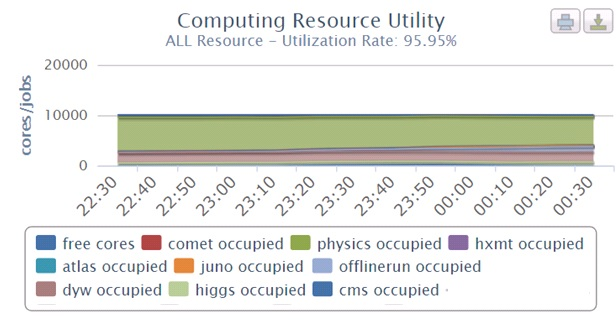 Computing Resource Utility
ALL Resource – Utilization Rate: 95.95%
cores/jobs
20000
10000
0
22:30 22:40 22:50 23:00 23:10 23:20 23:30 23:40 23:50 00:00 00:10 00:20 00:30
free cores comet occupied physics occupied hxmt occupied
atlas occupied juno occupied offlinerun occupied
dyw occupied higgs occupied cms occupied